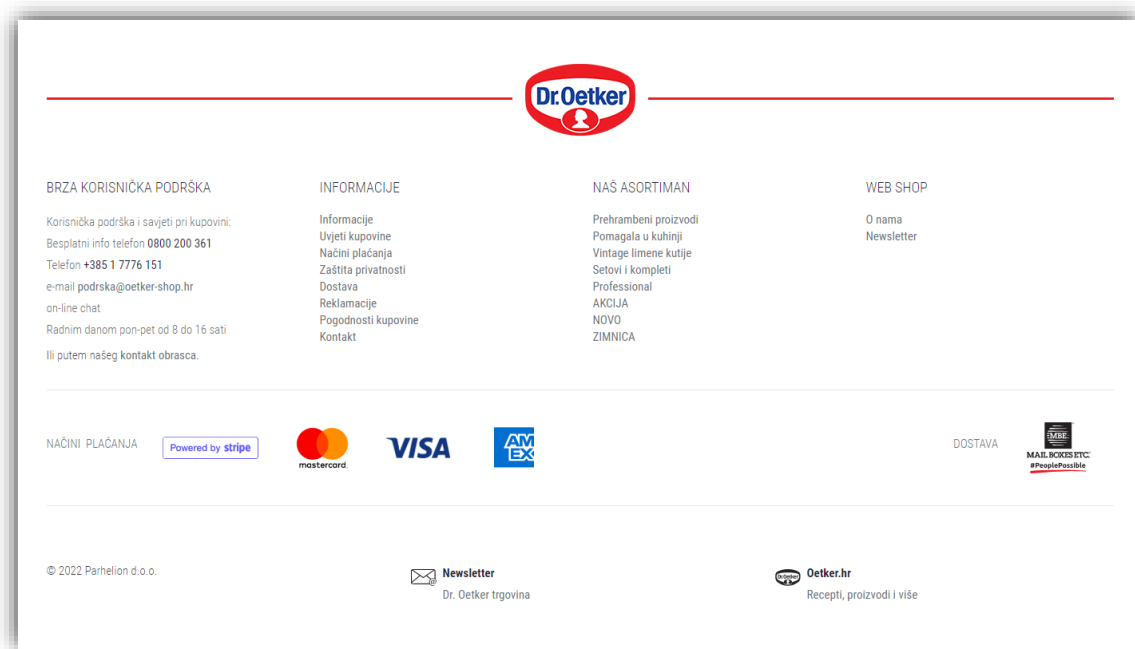 Dr.Oetker
BRZA KORISNIČKA PODRŠKA
Korisnička podrška i savjeti pri kupovini:
Besplatni info telefon 0800 200 361
Telefon +385 1 7776 151
e-mail podrska@oetker-shop.hr
on-line chat
Radnim danom pon-pet od 8 do 16 sati
Ili putem našeg kontakt obrasca.
INFORMACIJE
Informacije
Uvjeti kupovine
Načini plaćanja
Zaštita privatnosti
Dostava
Reklamacije
Pogodnosti kupovine
Kontakt
NAŠ ASORTIMAN
Prehrambeni proizvodi
Pomagala u kuhinji
Vintage limene kutije
Setovi i kompleti
Professional
AKCIJA
NOVO
ZIMNICA
WEB SHOP
O nama
Newsletter
NAČINI PLAĆANJA
Powered by stripe
mastercard.
VISA
AM
EX
DOSTAVA
MBE
MAIL BOXES ETC.
#PeoplePossible
© 2022 Parhelion d.o.o.
Newsletter
Dr. Oetker trgovina
Dr.Oetker
Oetker.hr
Recepti, proizvodi i više